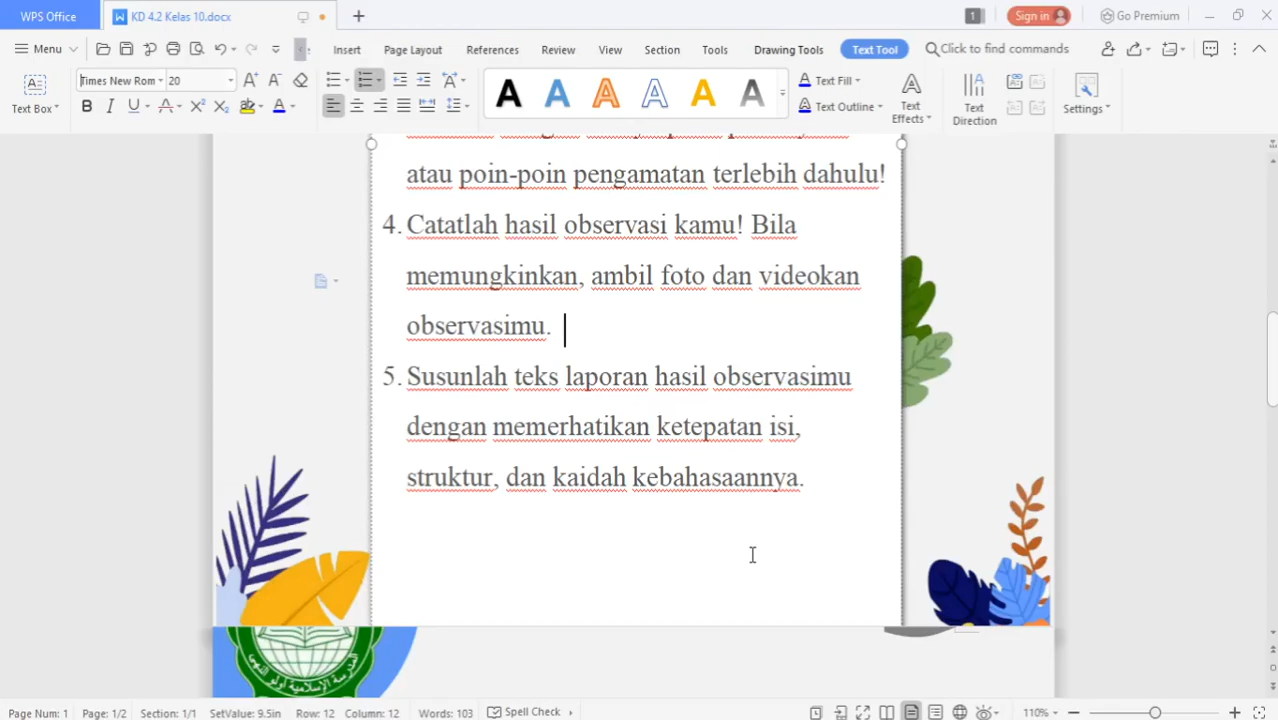 WPS Office
KD 4.2 Kelas 10.docx
1
Sign in
Go Premium
Menu
Insert
Page Layout
References
Review
View
Section
Tools
Drawing Tools
Text Tool
Click to find commands
Text Box
Times New Rom
20
Text Fill
Text Outline
Text Effects
Text Direction
Settings
atau poin-poin pengamatan terlebih dahulu!
4. Catatlah hasil observasi kamu! Bila
memungkinkan, ambil foto dan videokan
observasimu.
5. Susunlah teks laporan hasil observasimu
dengan memerhatikan ketepatan isi,
struktur, dan kaidah kebahasaannya.
المدرسة الإسلامية أولو النهى
Page Num: 1
Page: 1/2
Section: 1/1
SetValue: 9.5in
Row: 12
Column: 12
Words: 103
Spell Check
110%